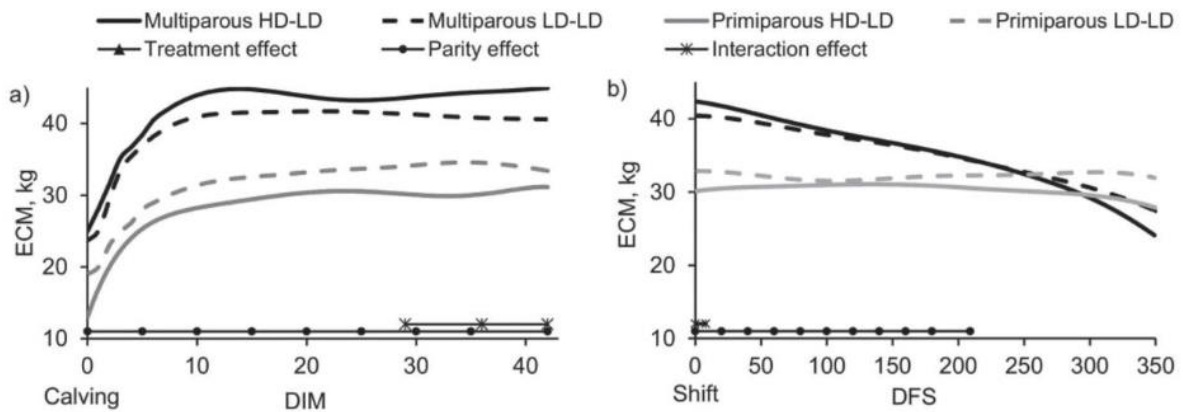 Multiparous HD-LD Multiparous LD-LD Primiparous HD-LD Primiparous LD-LD
Treatment effect Parity effect Interaction effect
a)
ECM, kg
40
30
20
10
0 10 20 30 40
Calving DIM
b)
ECM, kg
40
30
20
10
0 50 100 150 200 250 300 350
Shift DFS